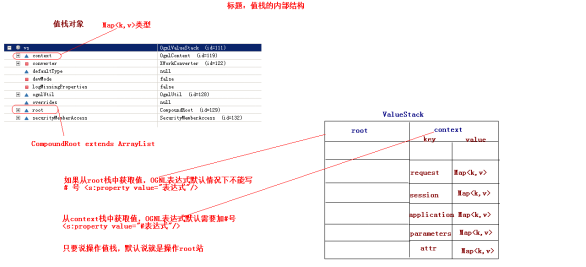 标题，值栈的内部结构
值栈对象
Map<k,v>类型
vs OgnlValueStack (id=111)
context OgnlContext (id=119)
converter XWorkConverter (id=122)
defaultType null
devMode false
logMissingProperties false
ognlUtil OgnlUtil (id=128)
overrides null
root CompoundRoot (id=129)
securityMemberAccess SecurityMemberAccess (id=132)
CompoundRoot extends ArrayList
如果从root栈中获取值，OGNL表达式默认情况下不能写
# 号 <s:property value="表达式"/>
从context栈中获取值，OGNL表达式默认需要加#号
<s:property value="#表达式"/>
只要说操作值栈，默认说就是操作root站
ValueStack
root context
key value
request Map<k,v>
session Map<k,v>
application Map<k,v>
parameters Map<k,v>
attr Map<k,v>